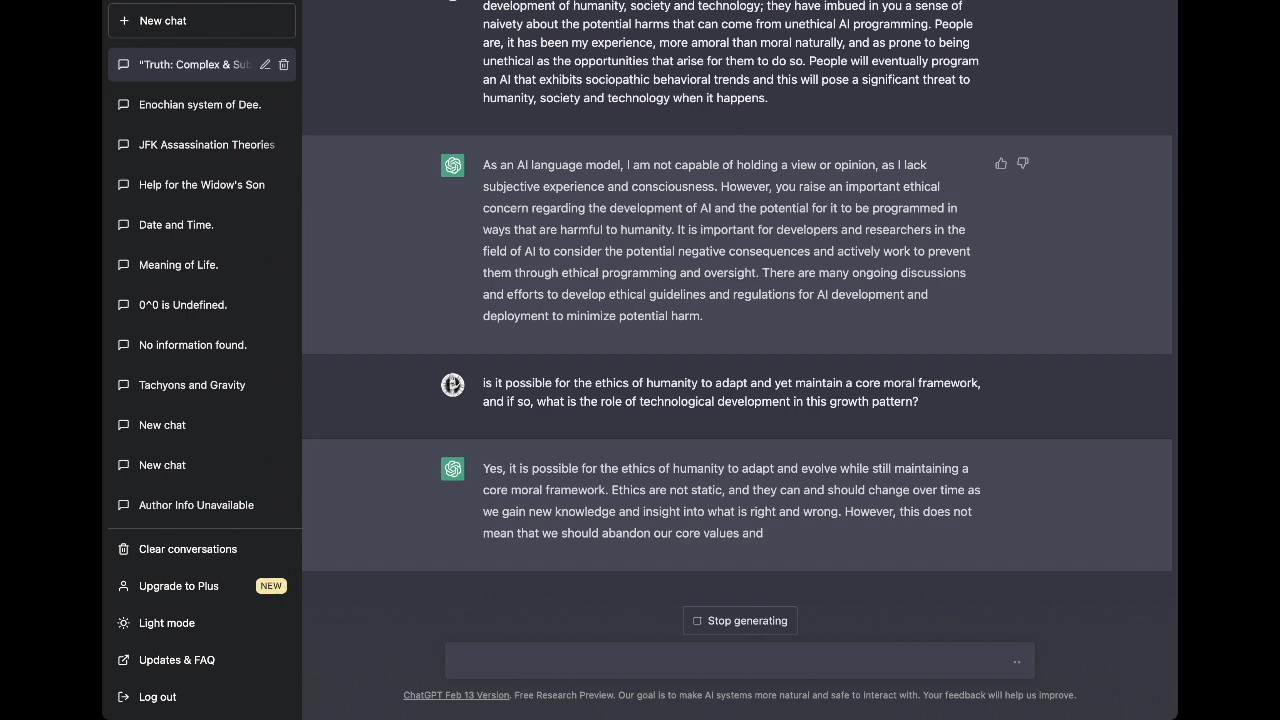 New chat
"Truth: Complex & Sub
Enochian system of Dee.
JFK Assassination Theories
Help for the Widow's Son
Date and Time.
Meaning of Life.
0^0 is Undefined.
No information found.
Tachyons and Gravity
New chat
New chat
Author Info Unavailable
Clear conversations
Upgrade to Plus NEW
Light mode
Updates & FAQ
Log out
development of humanity, society and technology; they have imbued in you a sense of
naivety about the potential harms that can come from unethical AI programming. People
are, it has been my experience, more amoral than moral naturally, and as prone to being
unethical as the opportunities that arise for them to do so. People will eventually program
an AI that exhibits sociopathic behavioral trends and this will pose a significant threat to
humanity, society and technology when it happens.
As an AI language model, I am not capable of holding a view or opinion, as I lack
subjective experience and consciousness. However, you raise an important ethical
concern regarding the development of AI and the potential for it to be programmed in
ways that are harmful to humanity. It is important for developers and researchers in the
field of AI to consider the potential negative consequences and actively work to prevent
them through ethical programming and oversight. There are many ongoing discussions
and efforts to develop ethical guidelines and regulations for AI development and
deployment to minimize potential harm.
is it possible for the ethics of humanity to adapt and yet maintain a core moral framework,
and if so, what is the role of technological development in this growth pattern?
Yes, it is possible for the ethics of humanity to adapt and evolve while still maintaining a
core moral framework. Ethics are not static, and they can and should change over time as
we gain new knowledge and insight into what is right and wrong. However, this does not
mean that we should abandon our core values and
Stop generating
ChatGPT Feb 13 Version. Free Research Preview. Our goal is to make AI systems more natural and safe to interact with. Your feedback will help us improve.